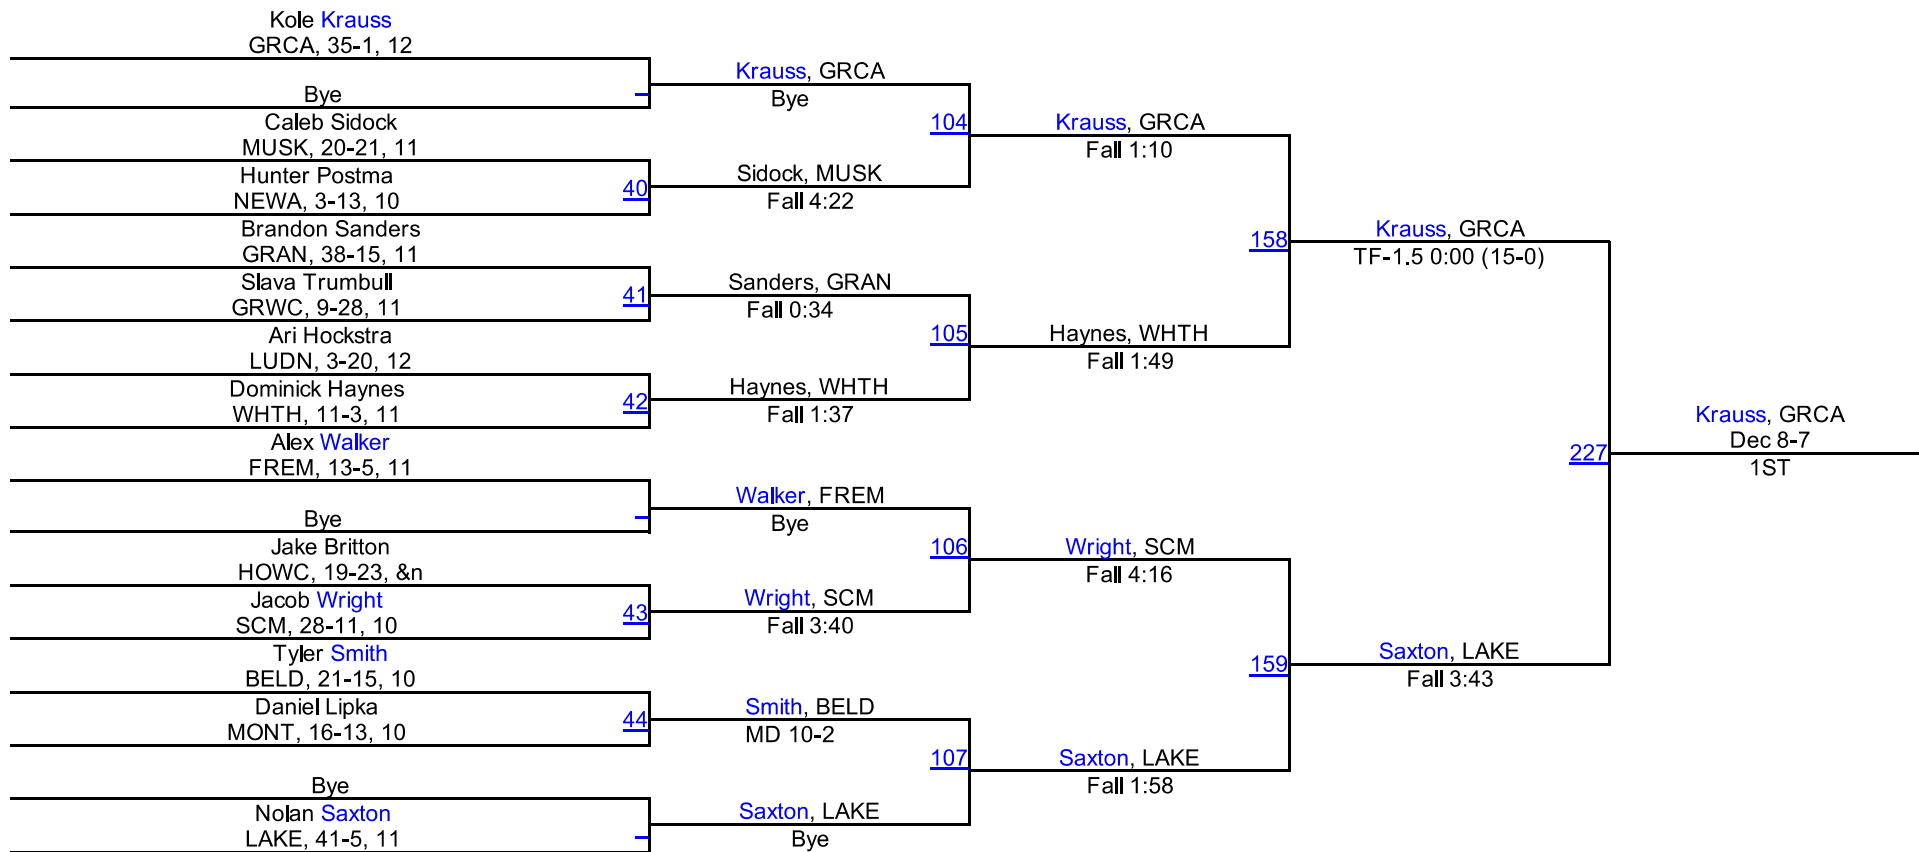 Kole Krauss
GRCA, 35-1, 12
Bye
Caleb Sidock
MUSK, 20-21, 11
Hunter Postma
NEWA, 3-13, 10
Brandon Sanders
GRAN, 38-15, 11
Slava Trumbull
GRWC, 9-28, 11
Ari Hockstra
LUDN, 3-20, 12
Dominick Haynes
WHTH, 11-3, 11
Alex Walker
FREM, 13-5, 11
Bye
Jake Britton
HOWC, 19-23, &n
Jacob Wright
SCM, 28-11, 10
Tyler Smith
BELD, 21-15, 10
Daniel Lipka
MONT, 16-13, 10
Bye
Nolan Saxton
LAKE, 41-5, 11
40
41
42
43
44
Krauss, GRCA
Bye
Sidock, MUSK
Fall 4:22
Sanders, GRAN
Fall 0:34
Haynes, WHTH
Fall 1:37
Walker, FREM
Bye
Wright, SCM
Fall 3:40
Smith, BELD
MD 10-2
Saxton, LAKE
Bye
104
105
106
107
Krauss, GRCA
Fall 1:10
Haynes, WHTH
Fall 1:49
Wright, SCM
Fall 4:16
Saxton, LAKE
Fall 1:58
158
159
Krauss, GRCA
TF-1.5 0:00 (15-0)
Saxton, LAKE
Fall 3:43
227
Krauss, GRCA
Dec 8-7
1ST